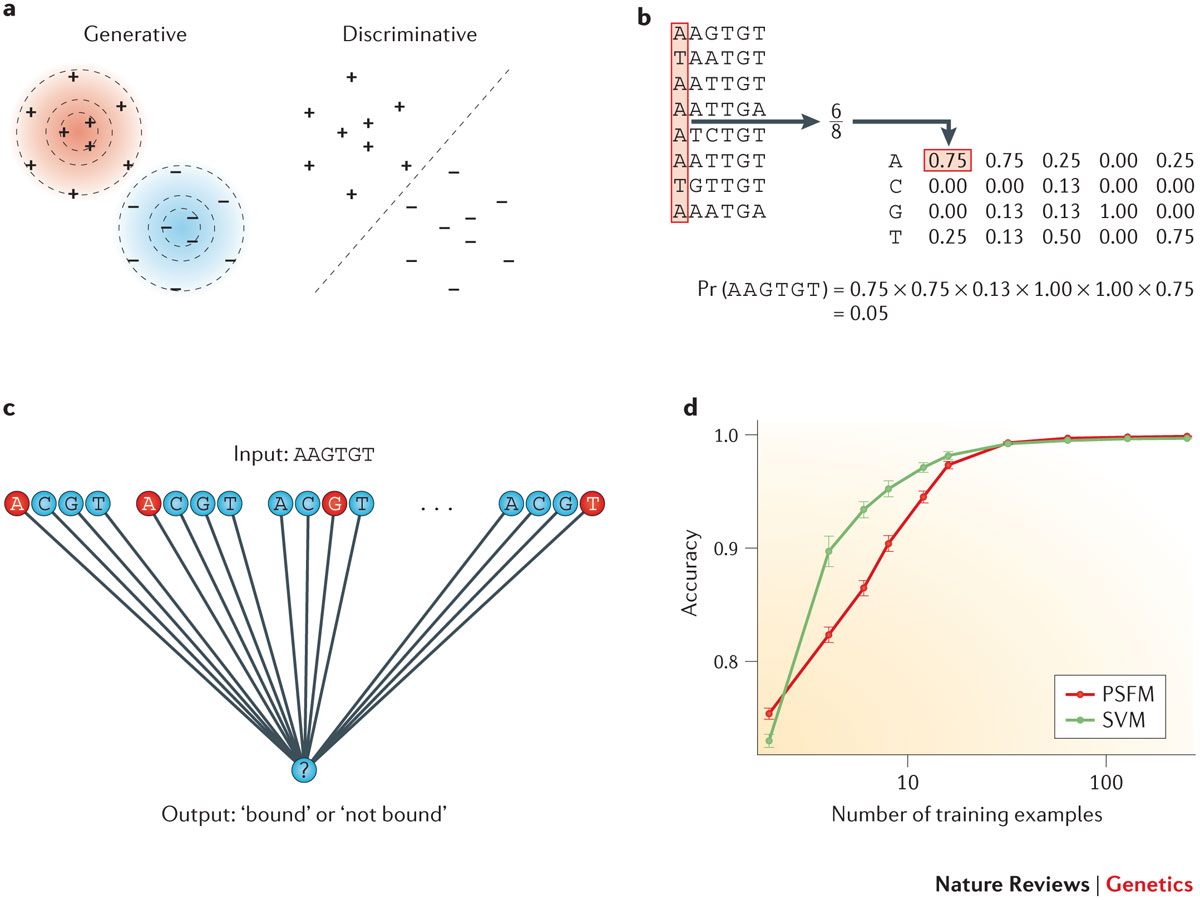 a
Generative Discriminative
b
AAGTGT
TAATGT
AATTGT
AATTGA
ATCTGT
AATTGT
TGTTGT
AAATGA
6
8
A 0.75 0.75 0.25 0.00 0.25
C 0.00 0.00 0.13 0.00 0.00
G 0.00 0.13 0.13 1.00 0.00
T 0.25 0.13 0.50 0.00 0.75
Pr (AAGTGT) = 0.75 × 0.75 × 0.13 × 1.00 × 1.00 × 0.75
= 0.05
c
Input: AAGTGT
A C G T A C G T A C G T ... A C G T
?
Output: ‘bound’ or ‘not bound’
d
1.0
0.9
0.8
Accuracy
PSFM
SVM
10 100
Number of training examples
Nature Reviews | Genetics